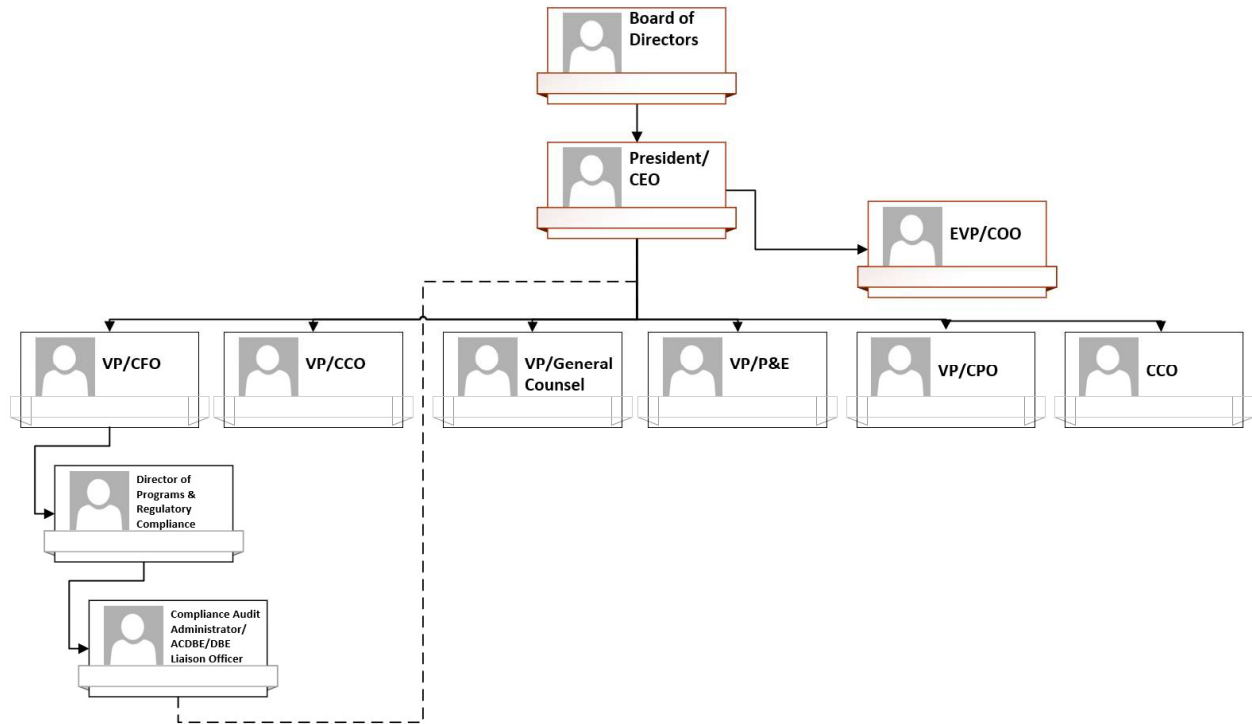 Board of
Directors
President/
CEO
EVP/COO
VP/CFO
VP/CCO
VP/General
Counsel
VP/P&E
VP/CPO
CCO
Director of
Programs &
Regulatory
Compliance
Compliance Audit
Administrator/
ACDBE/DBE
Liaison Officer